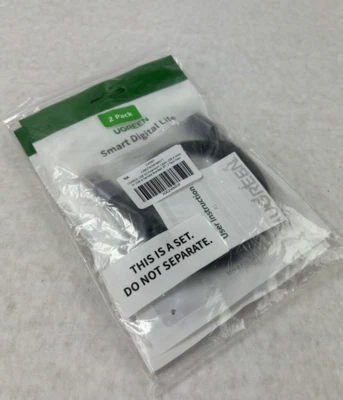 2 Pack
UGREEN
Smart Digital Life
UGREEN
User Instruction
THIS IS A SET.
DO NOT SEPARATE.